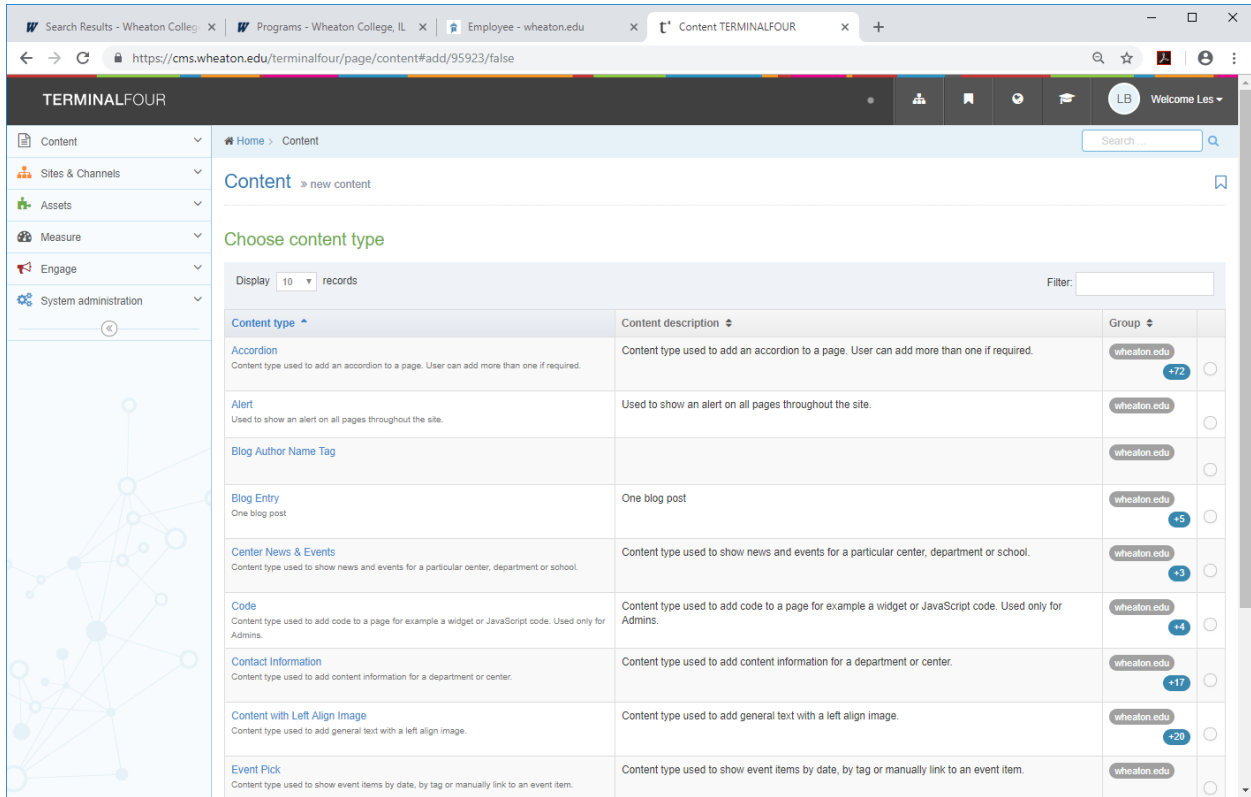 Search Results - Wheaton Colleg
Programs - Wheaton College, IL
Employee - wheaton.edu
Content TERMINALFOUR
https://cms.wheaton.edu/terminalfour/page/content#add/95923/false
TERMINALFOUR
LB Welcome Les
Content
Sites & Channels
Assets
Measure
Engage
System administration
Home > Content
Search ...
Content » new content
Choose content type
Display 10 records
Filter:
Content type Content description Group
Accordion Content type used to add an accordion to a page. User can add more than one if required. wheaton.edu
Content type used to add an accordion to a page. User can add more than one if required. +72
Alert Used to show an alert on all pages throughout the site. wheaton.edu
Used to show an alert on all pages throughout the site.
Blog Author Name Tag wheaton.edu
Blog Entry One blog post wheaton.edu
One blog post +5
Center News & Events Content type used to show news and events for a particular center, department or school. wheaton.edu
Content type used to show news and events for a particular center, department or school. +3
Code Content type used to add code to a page for example a widget or JavaScript code. Used only for wheaton.edu
Admins.
Content type used to add code to a page for example a widget or JavaScript code. Used only for +4
Admins.
Contact Information Content type used to add content information for a department or center. wheaton.edu
Content type used to add content information for a department or center. +17
Content with Left Align Image Content type used to add general text with a left align image. wheaton.edu
Content type used to add general text with a left align image. +20
Event Pick Content type used to show event items by date, by tag or manually link to an event item. wheaton.edu
Content type used to show event items by date, by tag or manually link to an event item.